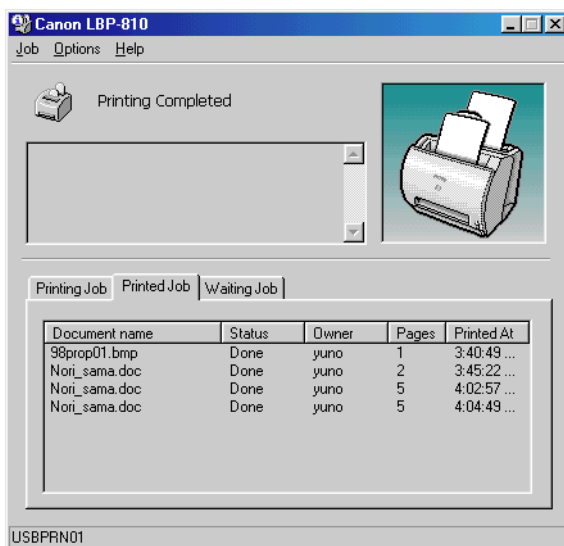 Canon LBP-810
Job Options Help
Printing Completed
Printing Job Printed Job Waiting Job
Document name Status Owner Pages Printed At
98prop01.bmp Done yuno 1 3:40:49 ...
Nori_sama.doc Done yuno 2 3:45:22 ...
Nori_sama.doc Done yuno 5 4:02:57 ...
Nori_sama.doc Done yuno 5 4:04:49 ...
USBPRN01